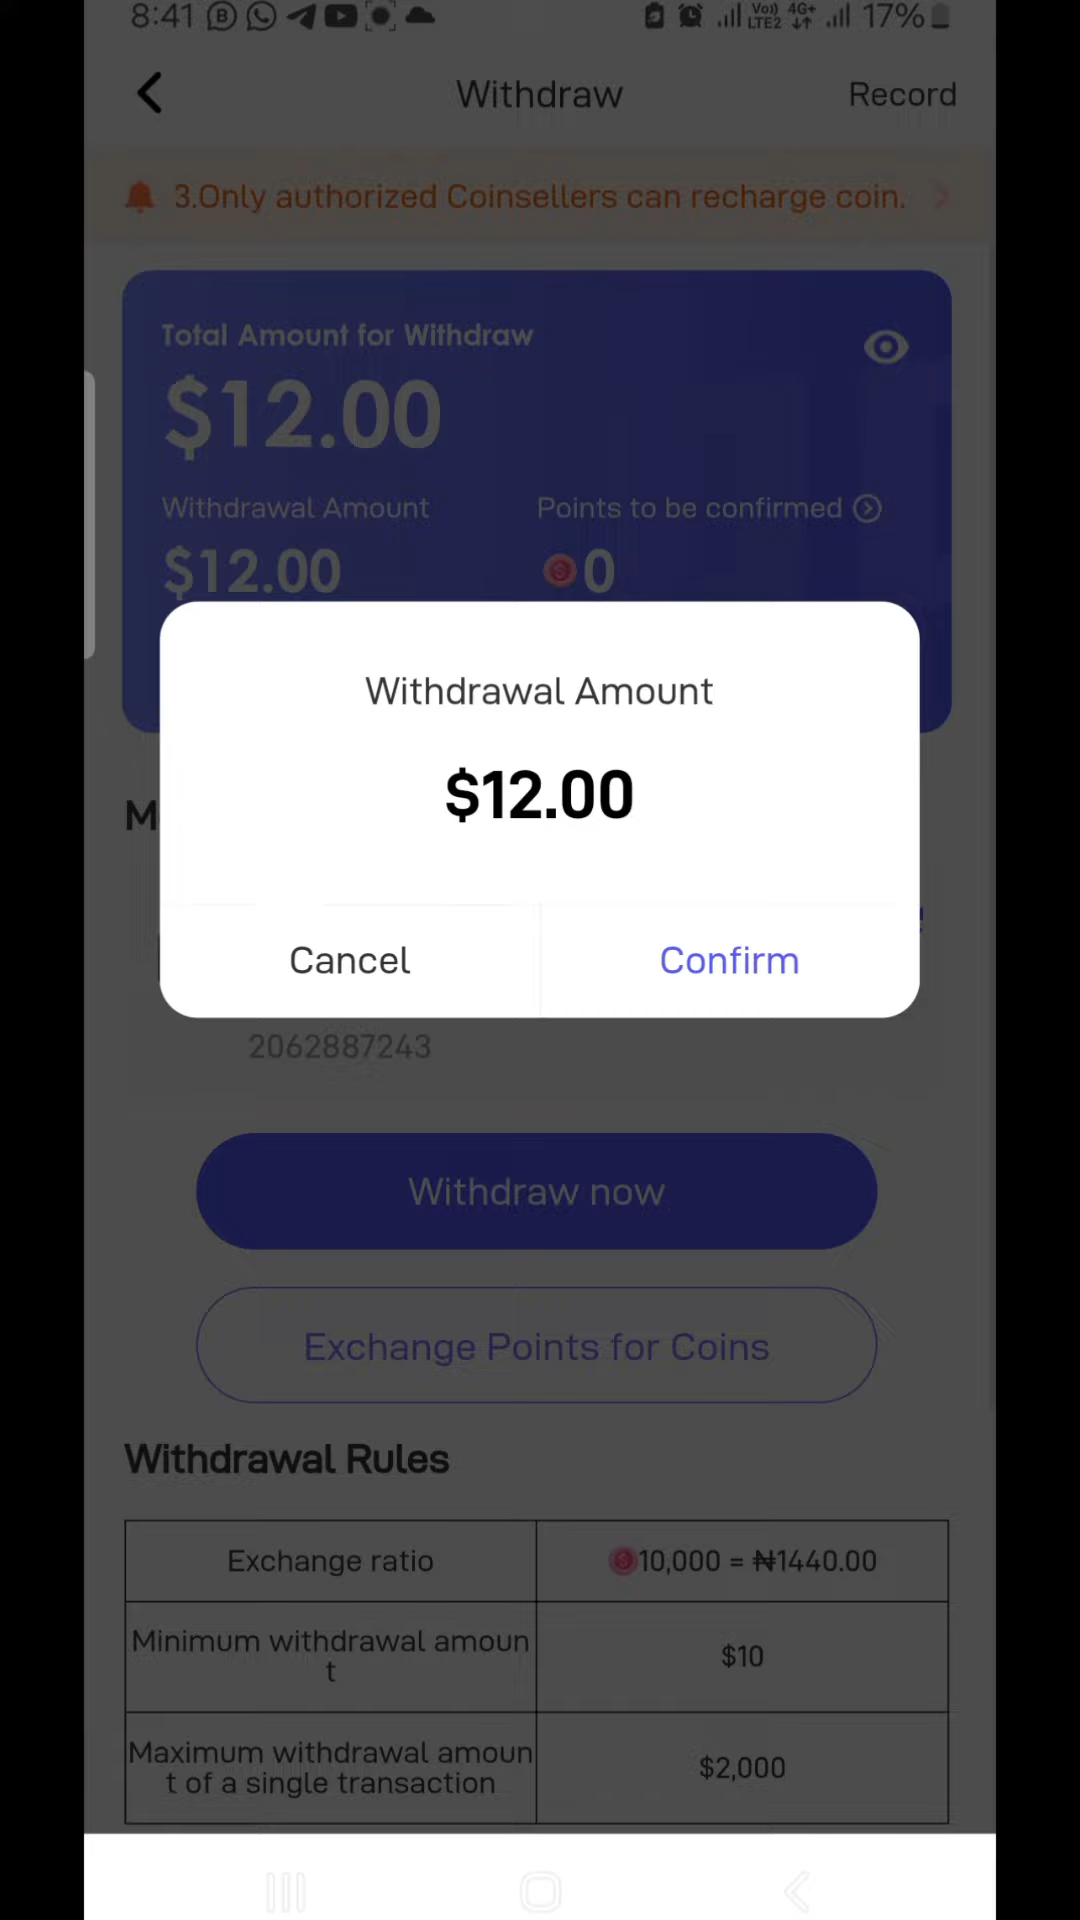 8:41 Vo)) LTE2 4G+ 17%
Withdraw Record
3.Only authorized Coinsellers can recharge coin.
Total Amount for Withdraw
$12.00
Withdrawal Amount Points to be confirmed
$12.00 0
Withdrawal Amount
$12.00
M
Cancel Confirm
2062887243
Withdraw now
Exchange Points for Coins
Withdrawal Rules
Exchange ratio 10,000 = ₦1440.00
Minimum withdrawal amoun
t $10
Maximum withdrawal amoun
t of a single transaction $2,000